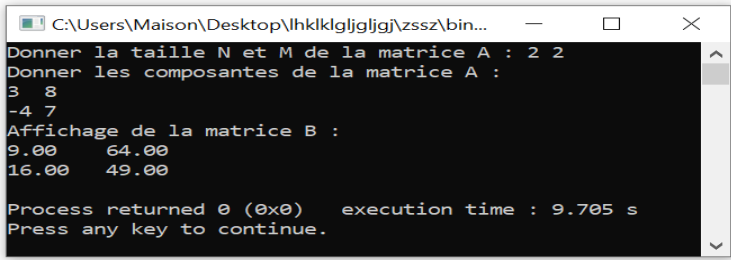 C:\Users\Maison\Desktop\lhklklgljgljgj\zssz\bin...
Donner la taille N et M de la matrice A : 2 2
Donner les composantes de la matrice A :
3  8
-4 7
Affichage de la matrice B :
9.00    64.00
16.00   49.00
Process returned 0 (0x0)   execution time : 9.705 s
Press any key to continue.